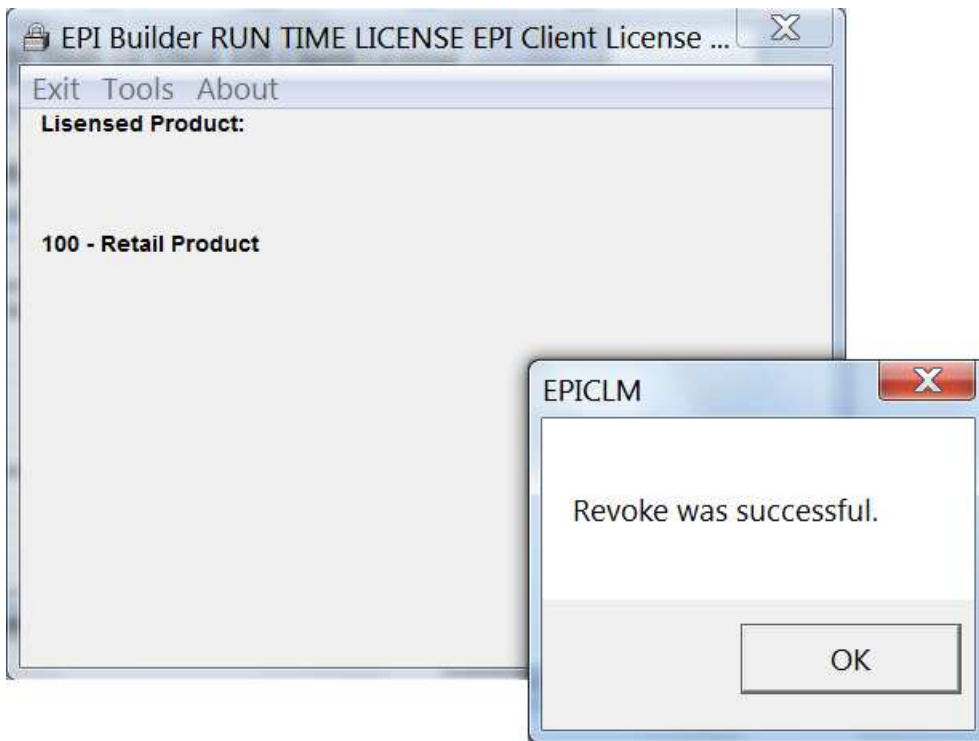 EPI Builder RUN TIME LICENSE EPI Client License ...
Exit Tools About
Lisensed Product:
100 - Retail Product
EPICLM
Revoke was successful.
OK